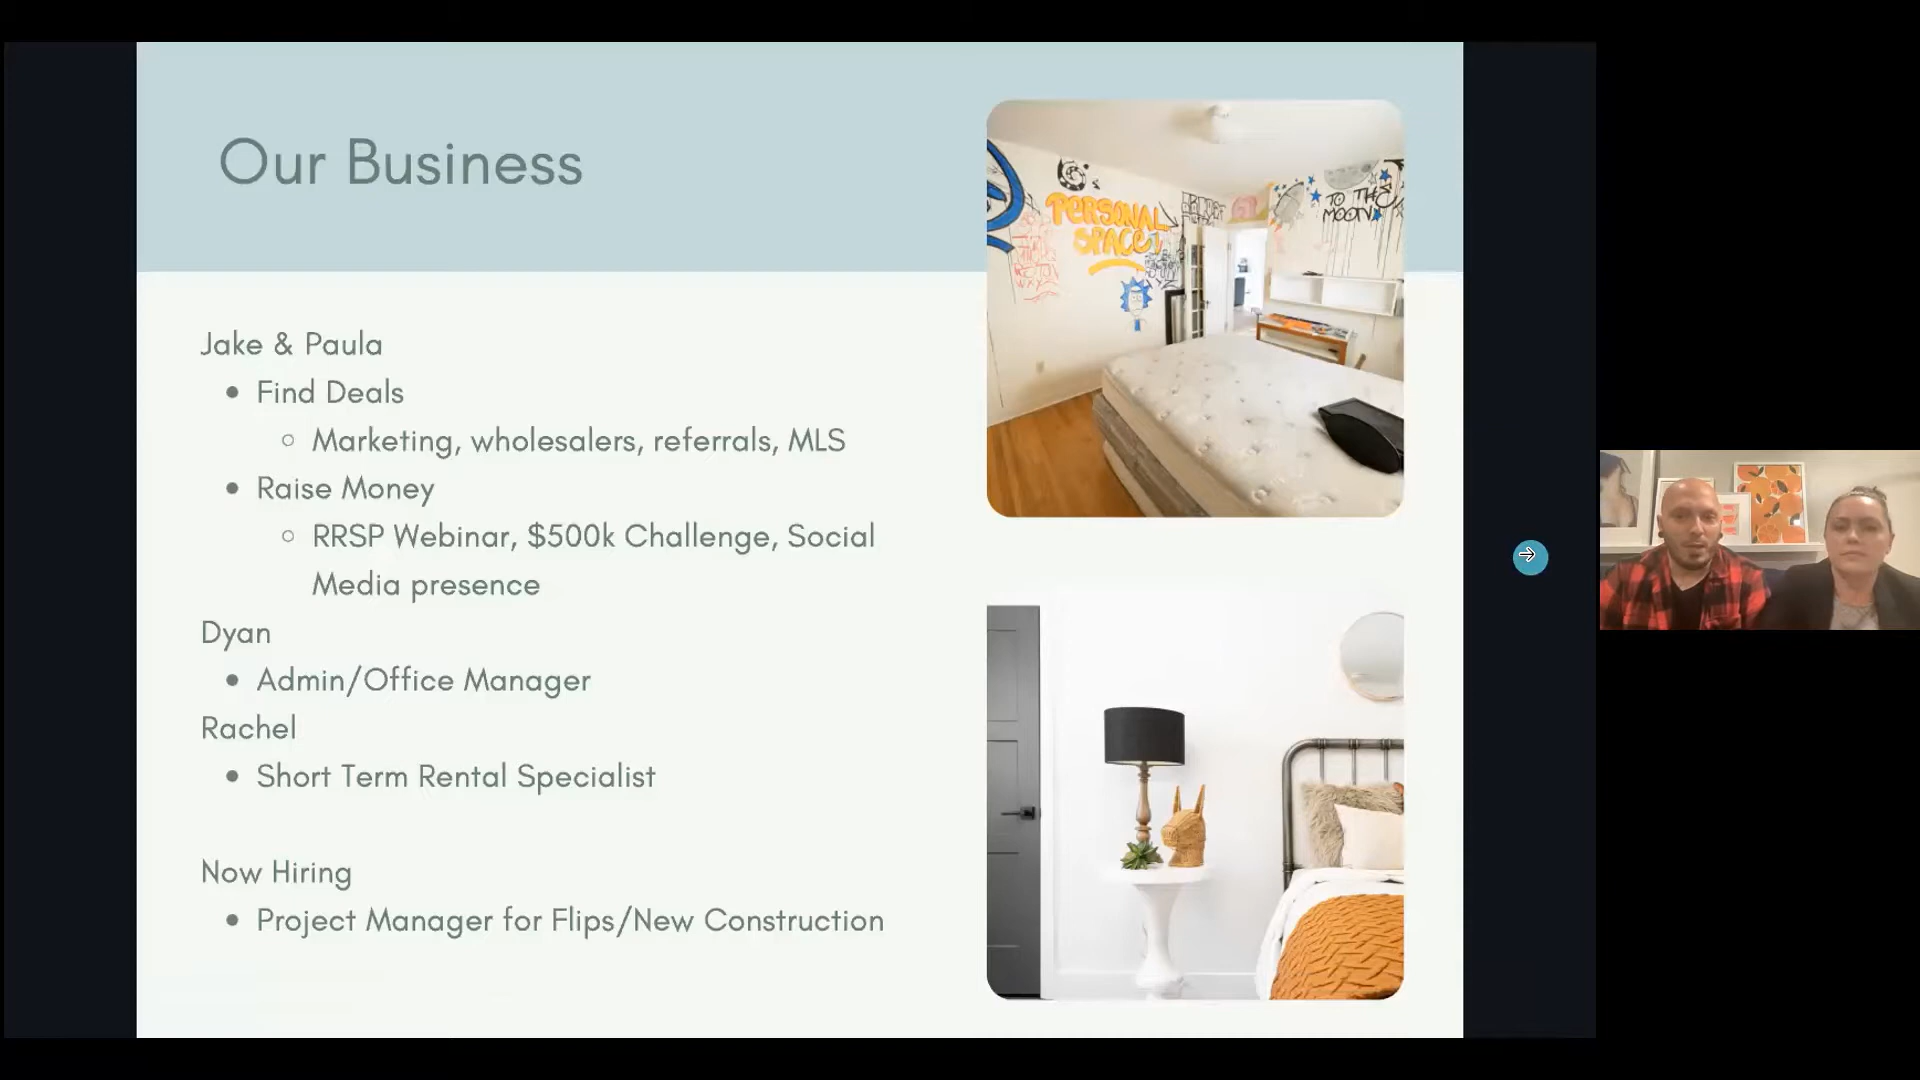 Our Business
Jake & Paula
Find Deals
Marketing, wholesalers, referrals, MLS
Raise Money
RRSP Webinar, $500k Challenge, Social
Media presence
Dyan
Admin/Office Manager
Rachel
Short Term Rental Specialist
Now Hiring
Project Manager for Flips/New Construction
PERSONAL
SPACE
TO THE
MOON